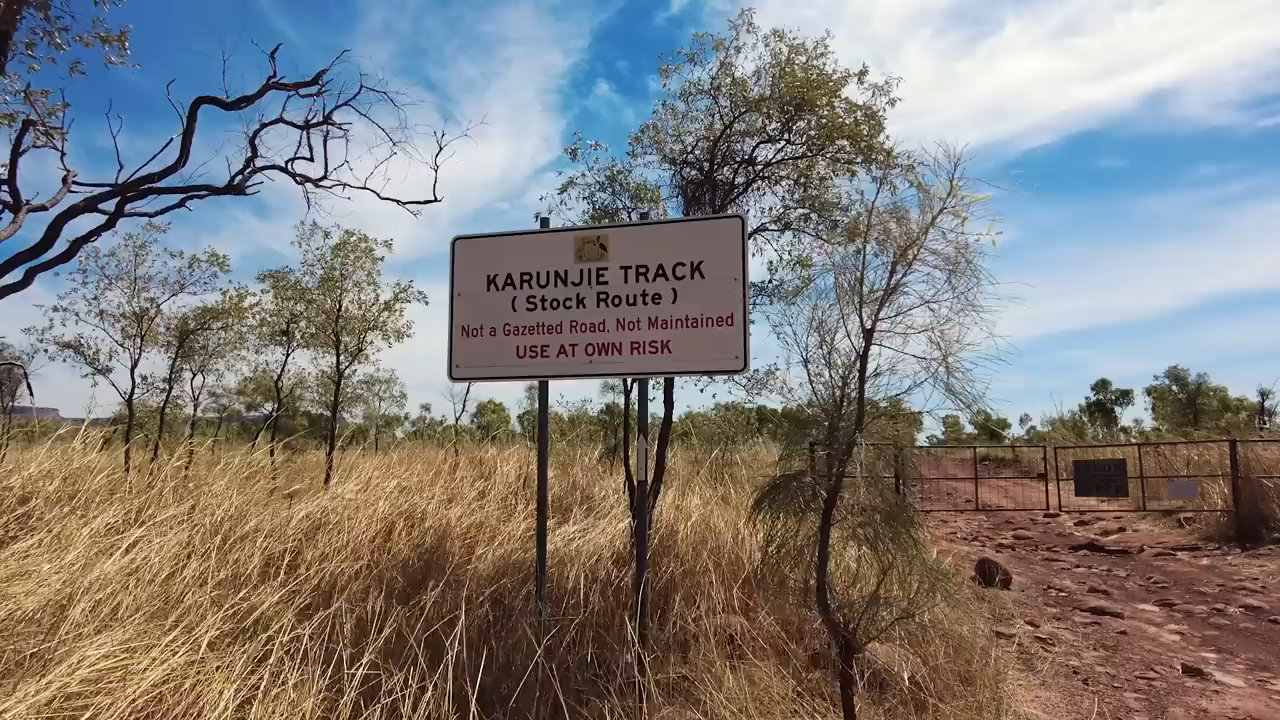 KARUNJIE TRACK
( Stock Route )
Not a Gazetted Road, Not Maintained
USE AT OWN RISK